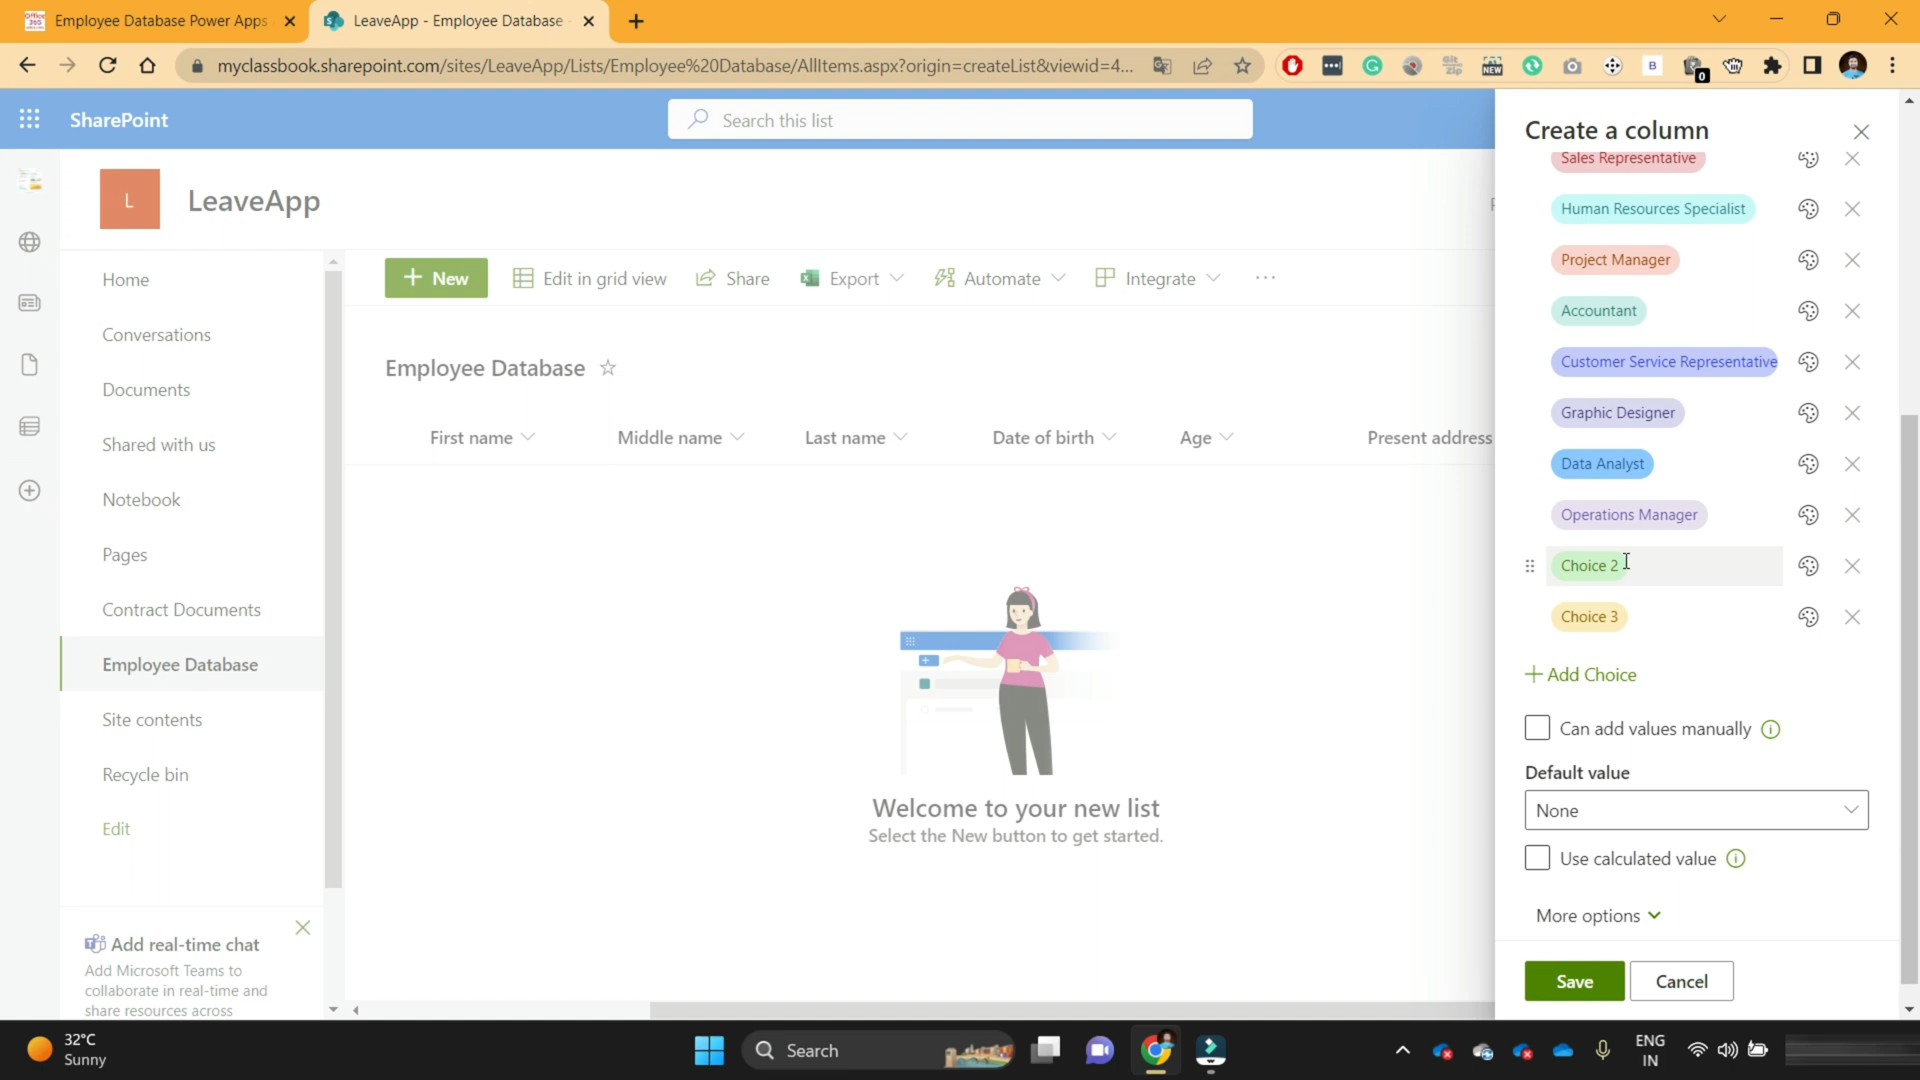 Employee Database Power Apps
LeaveApp - Employee Database
myclassbook.sharepoint.com/sites/LeaveApp/Lists/Employee%20Database/AllItems.aspx?origin=createList&viewid=4...
SharePoint
Search this list
Create a column
L
LeaveApp
Sales Representative
Human Resources Specialist
Project Manager
Accountant
Customer Service Representative
Graphic Designer
Data Analyst
Operations Manager
Choice 2
Choice 3
Add Choice
Can add values manually
Default value
None
Use calculated value
More options
Save
Cancel
New
Edit in grid view
Share
Export
Automate
Integrate
Employee Database
First name
Middle name
Last name
Date of birth
Age
Present address
Welcome to your new list
Select the New button to get started.
Home
Conversations
Documents
Shared with us
Notebook
Pages
Contract Documents
Employee Database
Site contents
Recycle bin
Edit
Add real-time chat
Add Microsoft Teams to
collaborate in real-time and
share resources across
32°C
Sunny
Search
ENG
IN